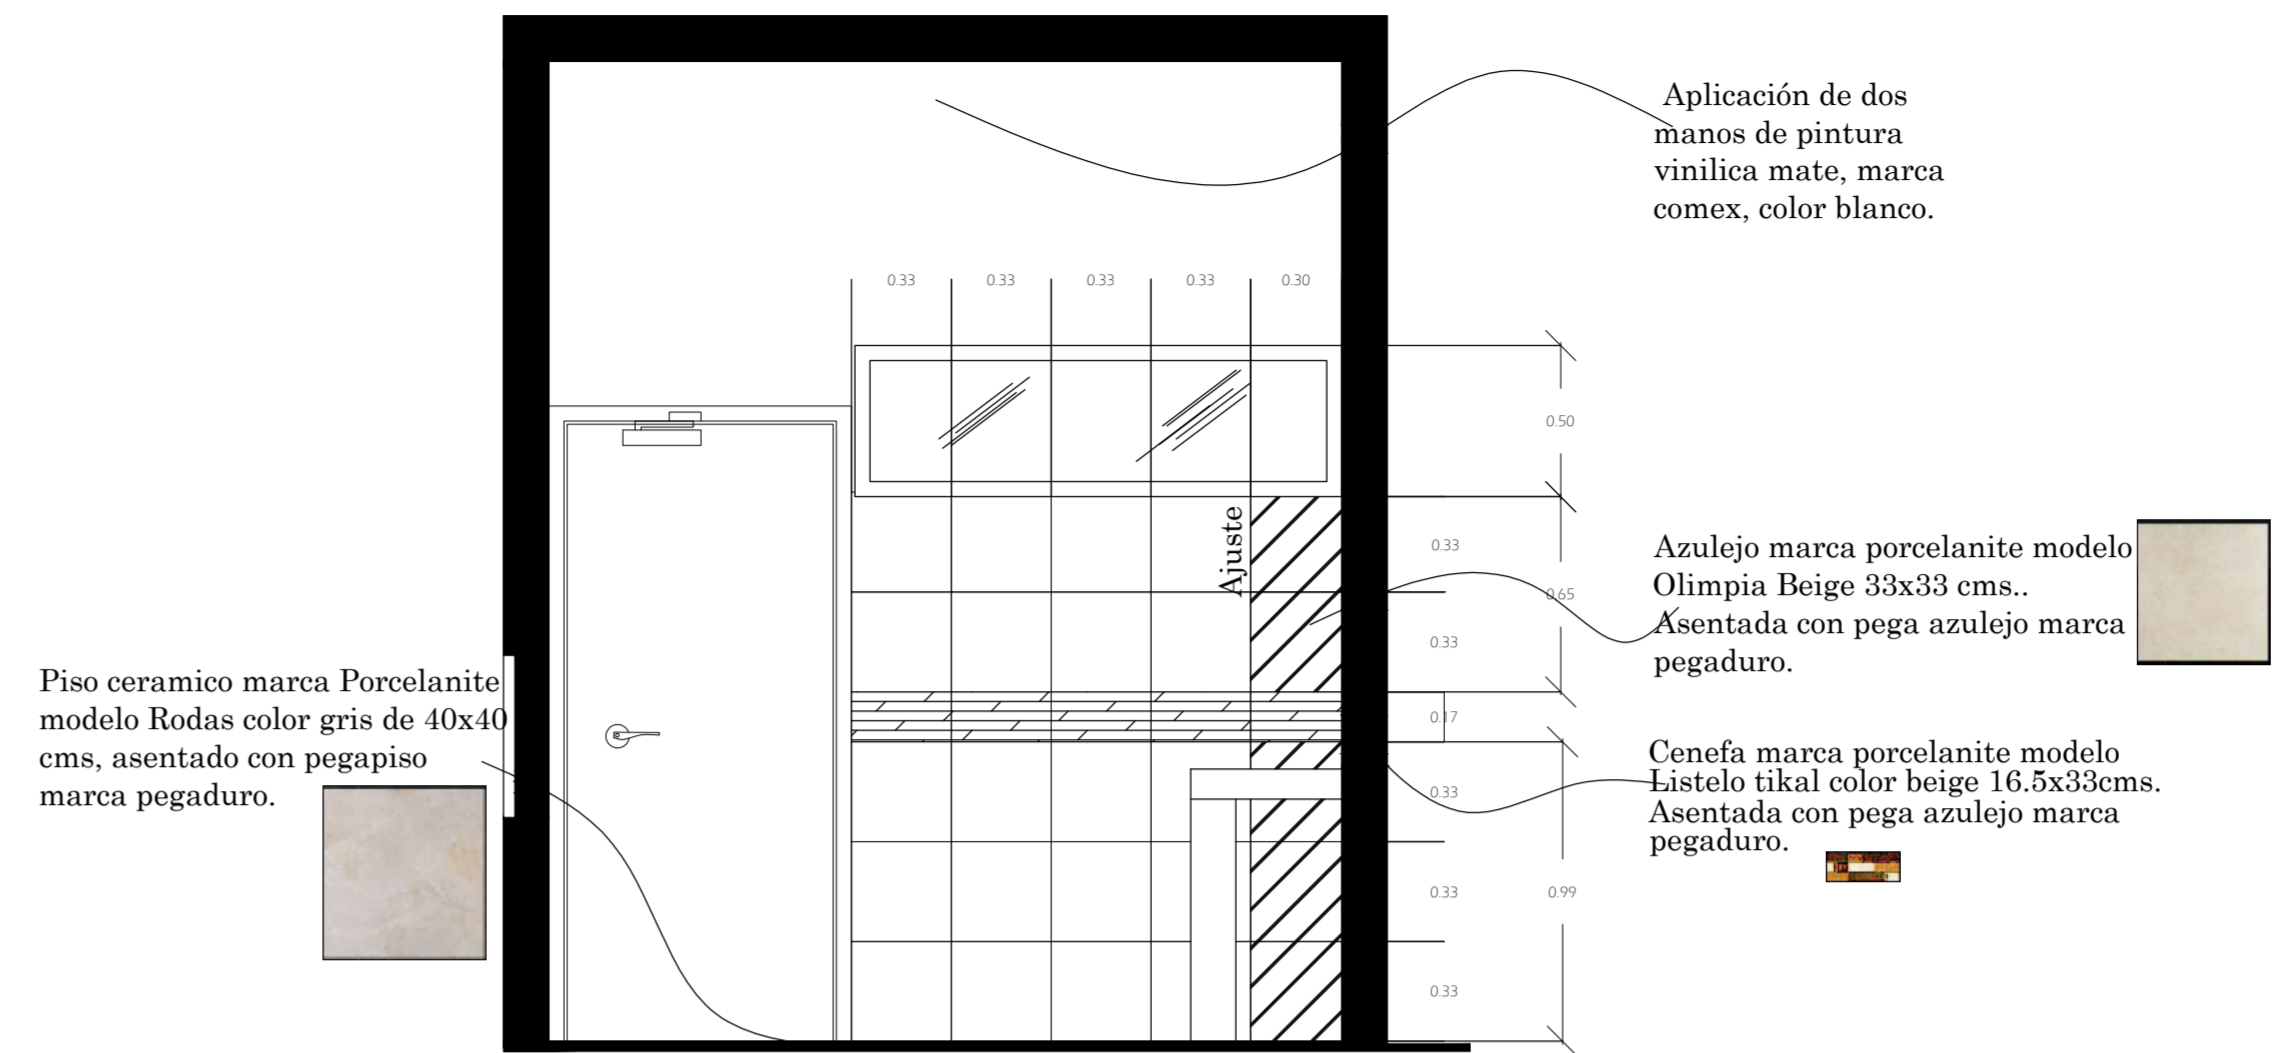 Aplicación de dos
manos de pintura
vinilica mate, marca
comex, color blanco.
0.33 0.33 0.33 0.33 0.30
0.50
Ajuste
0.33
0.65
0.33
Azulejo marca porcelanite modelo
Olimpia Beige 33x33 cms..
Asentada con pega azulejo marca
pegaduro.
Piso ceramico marca Porcelanite
modelo Rodas color gris de 40x40
cms, asentado con pegapiso
marca pegaduro.
0.17
0.33
0.33
0.99
0.33
Cenefa marca porcelanite modelo
Listelo tikal color beige 16.5x33cms.
Asentada con pega azulejo marca
pegaduro.